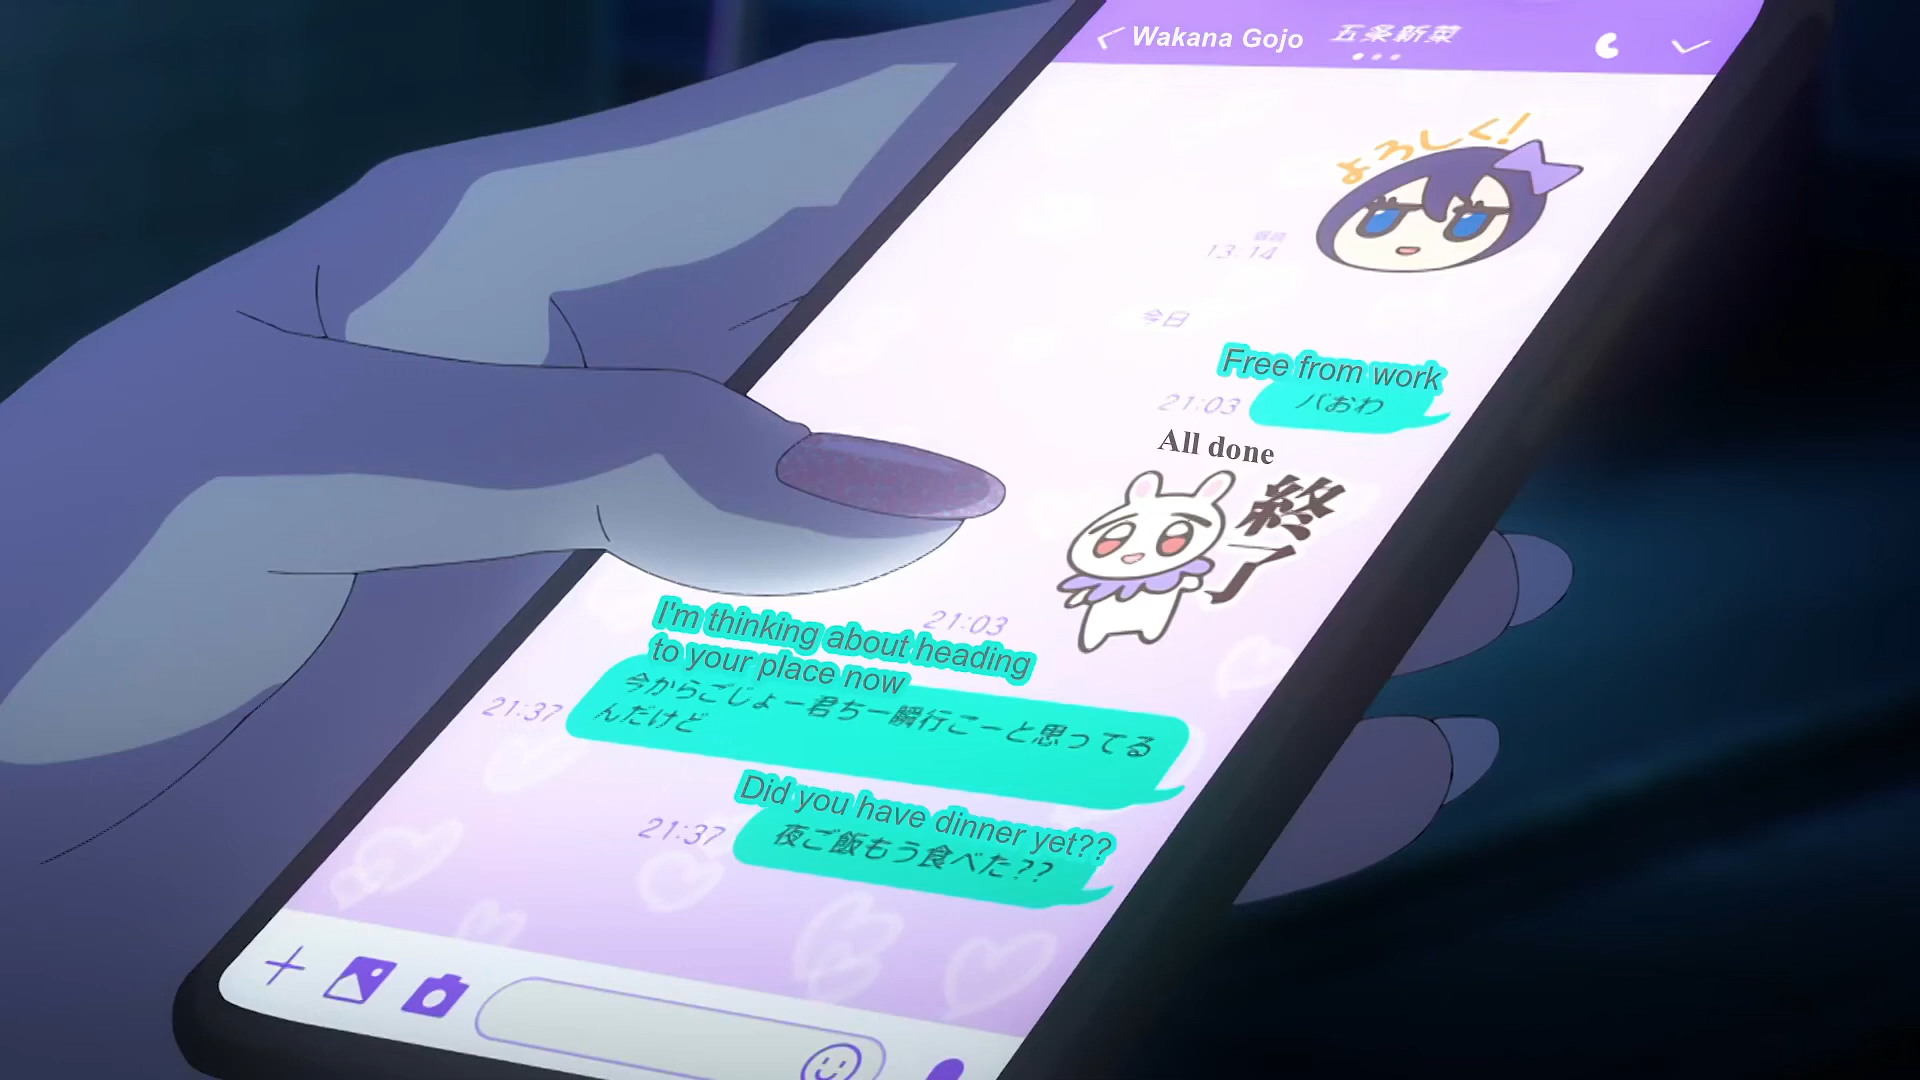 Wakana Gojo 五条新菜
よろしく!
13:14
今日
Free from work
21:03 バおわ
All done
終
了
21:03
I'm thinking about heading
to your place now
今からごじょー君ち一瞬行こーと思ってる
21:37 んだけど
Did you have dinner yet??
21:37 夜ご飯もう食べた??